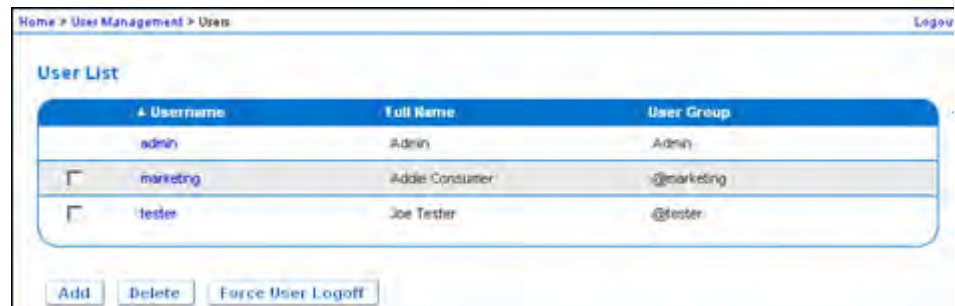 Home > User Management > Users Logout
User List
▲ Username Full Name User Group
admin Admin Admin
marketing Addie Consumer @marketing
tester Joe Tester @tester
Add Delete Force User Logoff